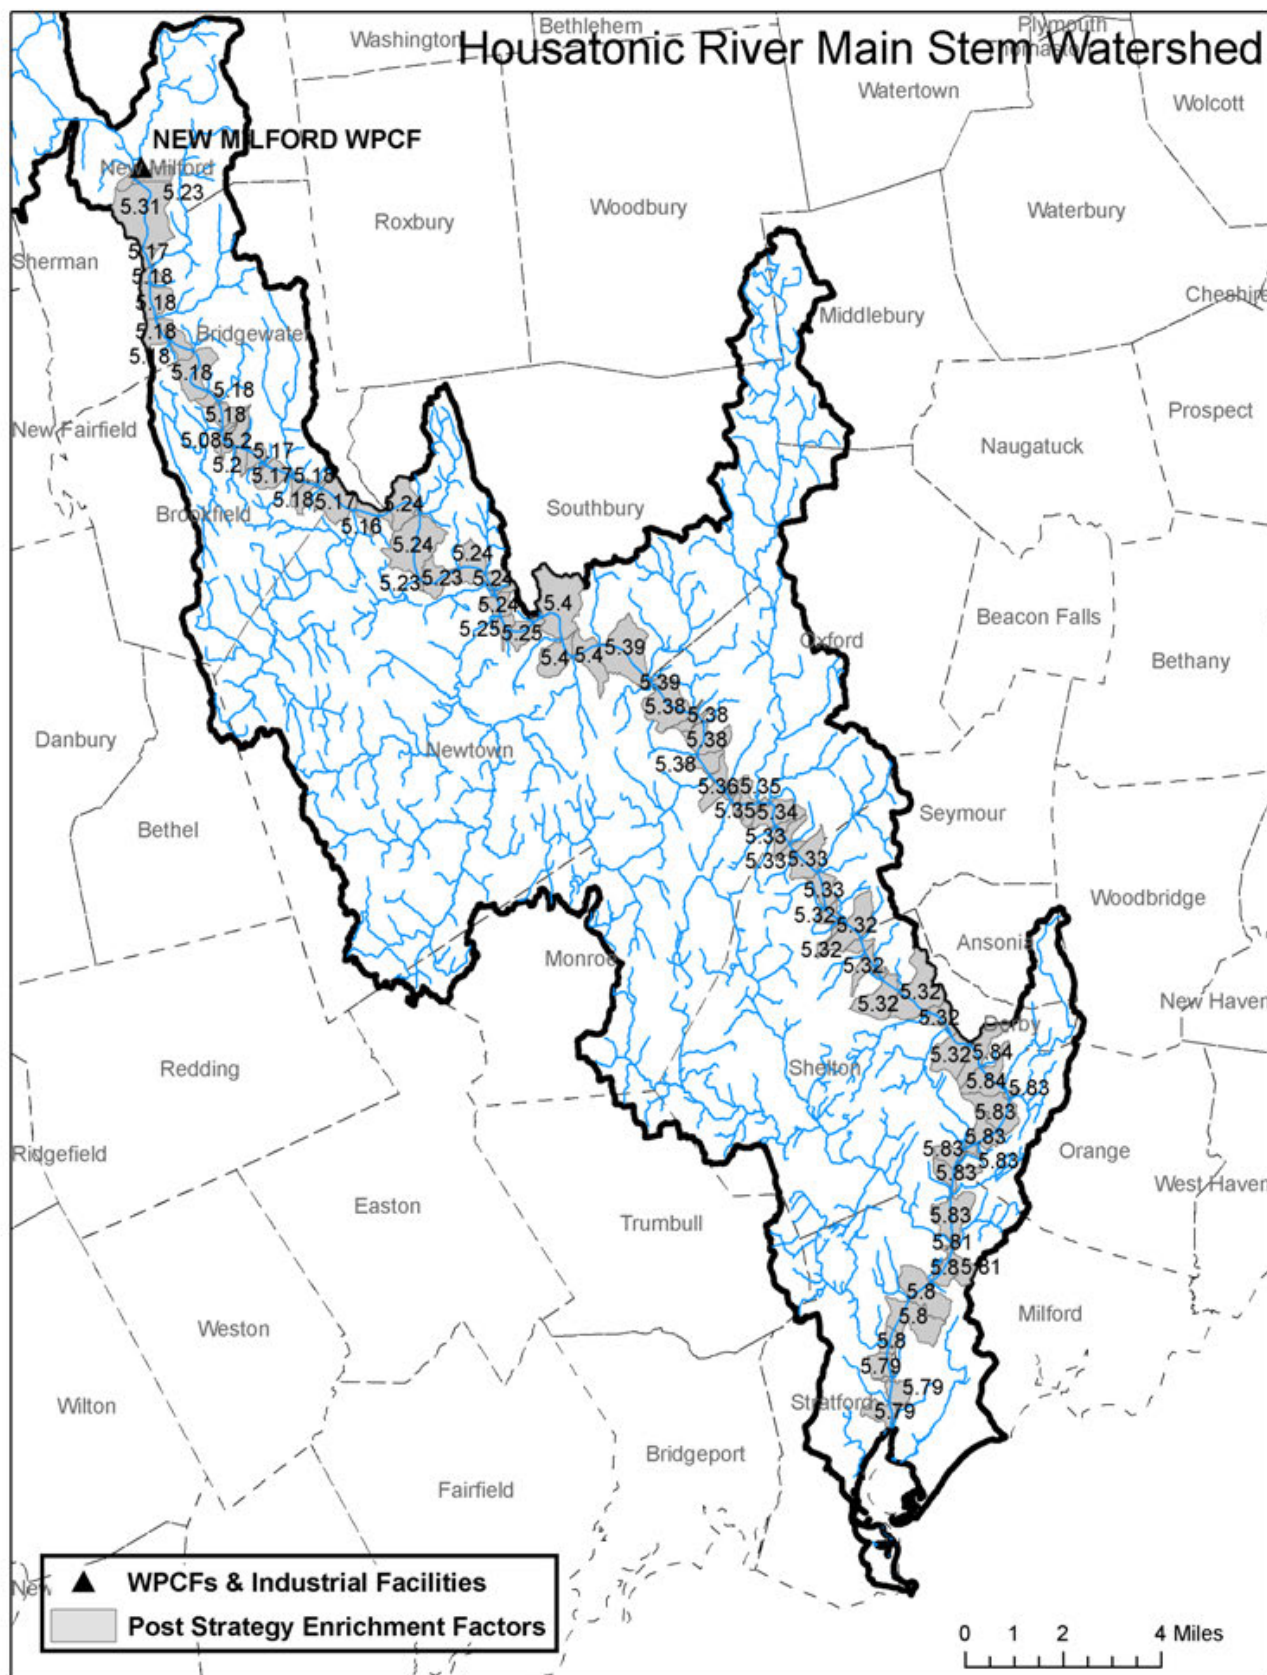 Housatonic River Main Stem Watershed
Washington
Bethlehem
Plymouth
Thomaston
Watertown
Wolcott
NEW MILFORD WPCF
New Milford
5.23
5.31
Roxbury
Woodbury
Waterbury
5.17
Sherman
5.18
5.18
Cheshire
Middlebury
5.18
Bridgewater
5.18
5.18
5.18
5.18
Prospect
New Fairfield
5.08
5.2
5.17
Naugatuck
5.2
5.17
5.18
5.18
5.17
5.24
Southbury
Brookfield
5.16
5.24
5.24
5.23
5.23
5.24
5.24
5.4
Beacon Falls
5.25
5.25
Oxford
5.4
5.4
5.39
Bethany
5.39
5.38
5.38
Danbury
5.38
Newtown
5.38
5.36
5.35
5.35
5.34
Seymour
Bethel
5.33
5.33
5.33
5.33
Woodbridge
5.32
5.32
Ansonia
5.32
Monroe
5.32
5.32
5.32
New Haven
5.32
Derby
5.32
5.84
Redding
Shelton
5.84
5.83
5.83
5.83
Ridgefield
5.83
5.83
Orange
5.83
West Haven
Easton
Trumbull
5.83
5.81
5.8
5.81
5.8
Weston
5.8
Milford
5.8
5.79
5.79
Wilton
Stratford
5.79
Bridgeport
Fairfield
WPCFs & Industrial Facilities
Post Strategy Enrichment Factors
0 1 2 4 Miles